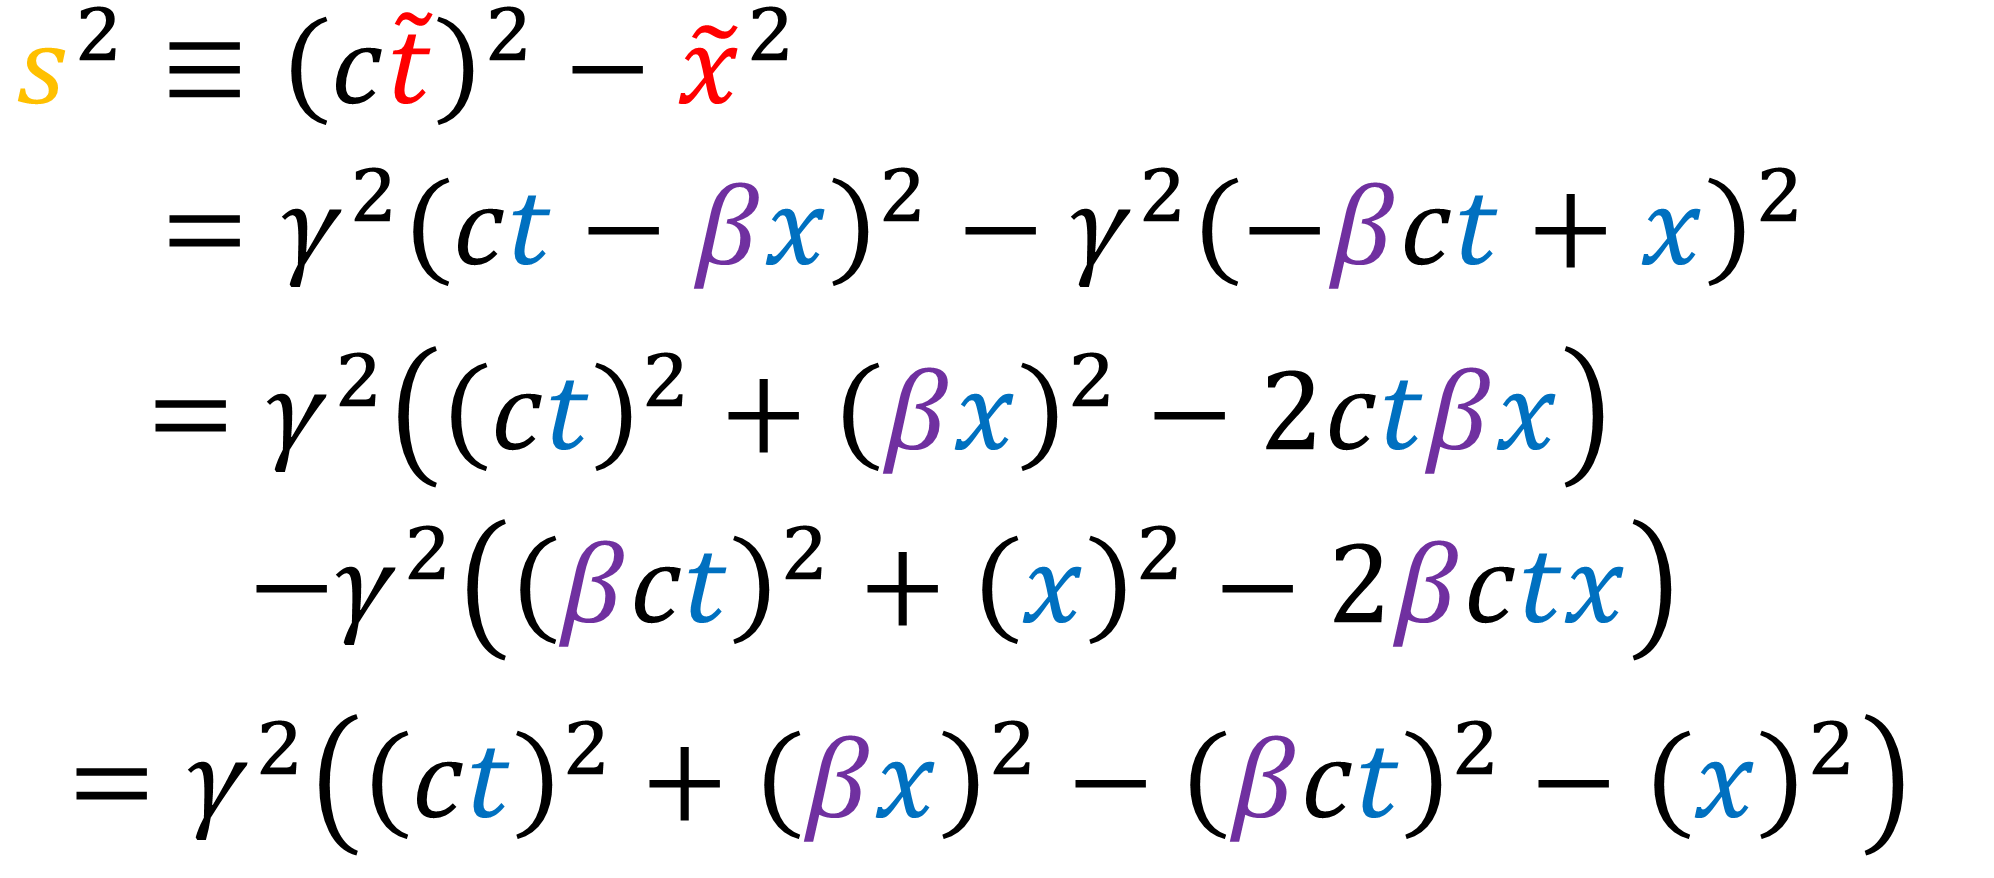 s² ≡ (ct̃)² − x̃²
= γ²(ct − βx)² − γ²(−βct + x)²
= γ²((ct)² + (βx)² − 2ctβx)
−γ²((βct)² + (x)² − 2βctx)
= γ²((ct)² + (βx)² − (βct)² − (x)²)